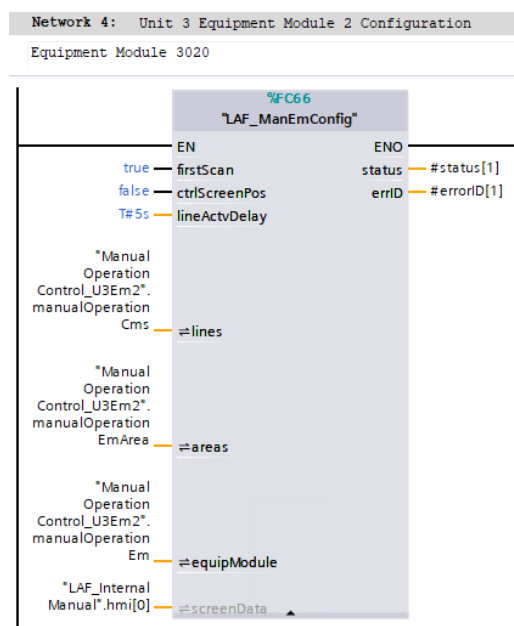 Network 4: Unit 3 Equipment Module 2 Configuration
Equipment Module 3020
%FC66
"LAF_ManEmConfig"
EN ENO
true firstScan status #status[1]
false ctrlScreenPos errID #errorID[1]
T#5s lineActvDelay
"Manual
Operation
Control_U3Em2".
manualOperation
Cms lines
"Manual
Operation
Control_U3Em2".
manualOperation
EmArea areas
"Manual
Operation
Control_U3Em2".
manualOperation
Em equipModule
"LAF_Internal
Manual".hmi[0] screenData